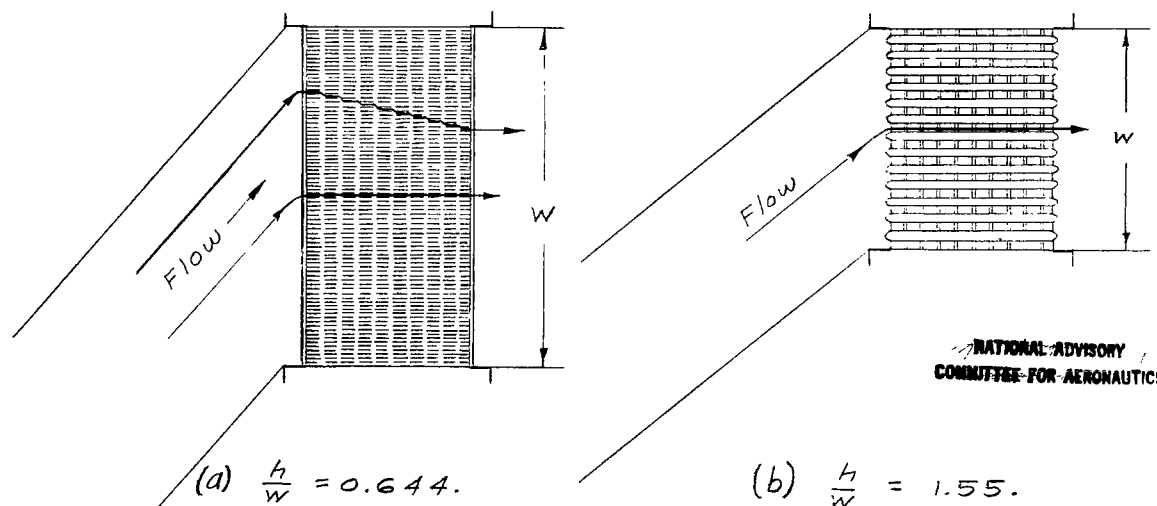 Flow
w
Flow
w
NATIONAL ADVISORY
COMMITTEE FOR AERONAUTICS
(a) h/w = 0.644.
(b) h/w = 1.55.